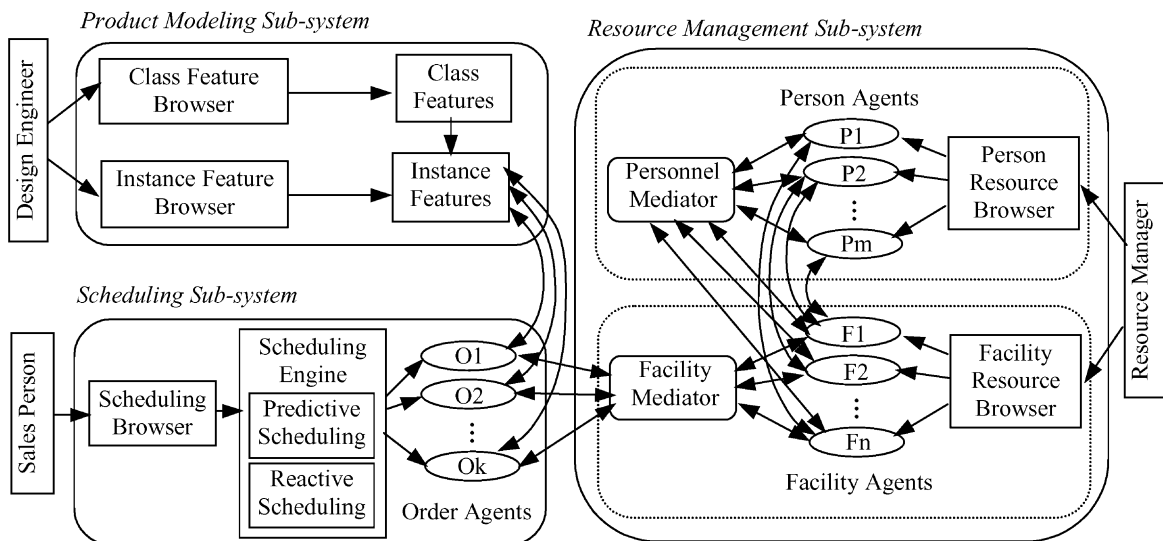 Product Modeling Sub-system
Design Engineer
Class Feature
Browser
Class
Features
Instance Feature
Browser
Instance
Features
Scheduling Sub-system
Sales Person
Scheduling
Browser
Scheduling
Engine
Predictive
Scheduling
Reactive
Scheduling
O1
O2
Ok
Order Agents
Resource Management Sub-system
Person Agents
Personnel
Mediator
P1
P2
Pm
Person
Resource
Browser
Facility
Mediator
F1
F2
Fn
Facility
Resource
Browser
Facility Agents
Resource Manager